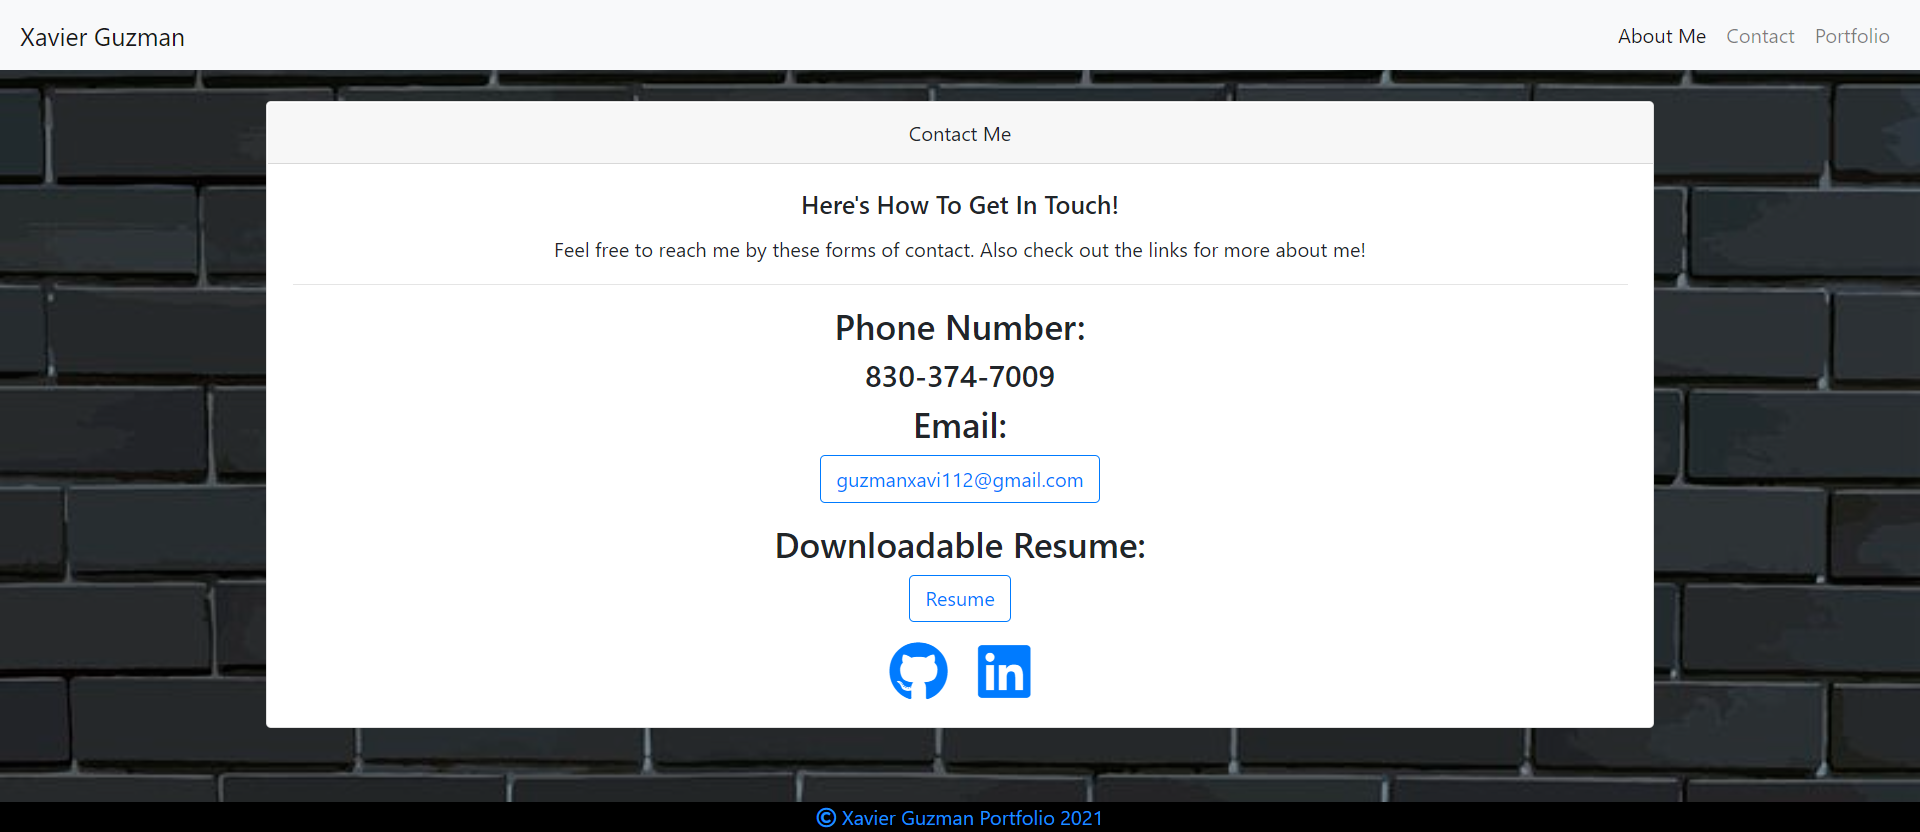 Xavier Guzman
About Me Contact Portfolio
Contact Me
Here's How To Get In Touch!
Feel free to reach me by these forms of contact. Also check out the links for more about me!
Phone Number:
830-374-7009
Email:
guzmanxavi112@gmail.com
Downloadable Resume:
Resume
in
© Xavier Guzman Portfolio 2021